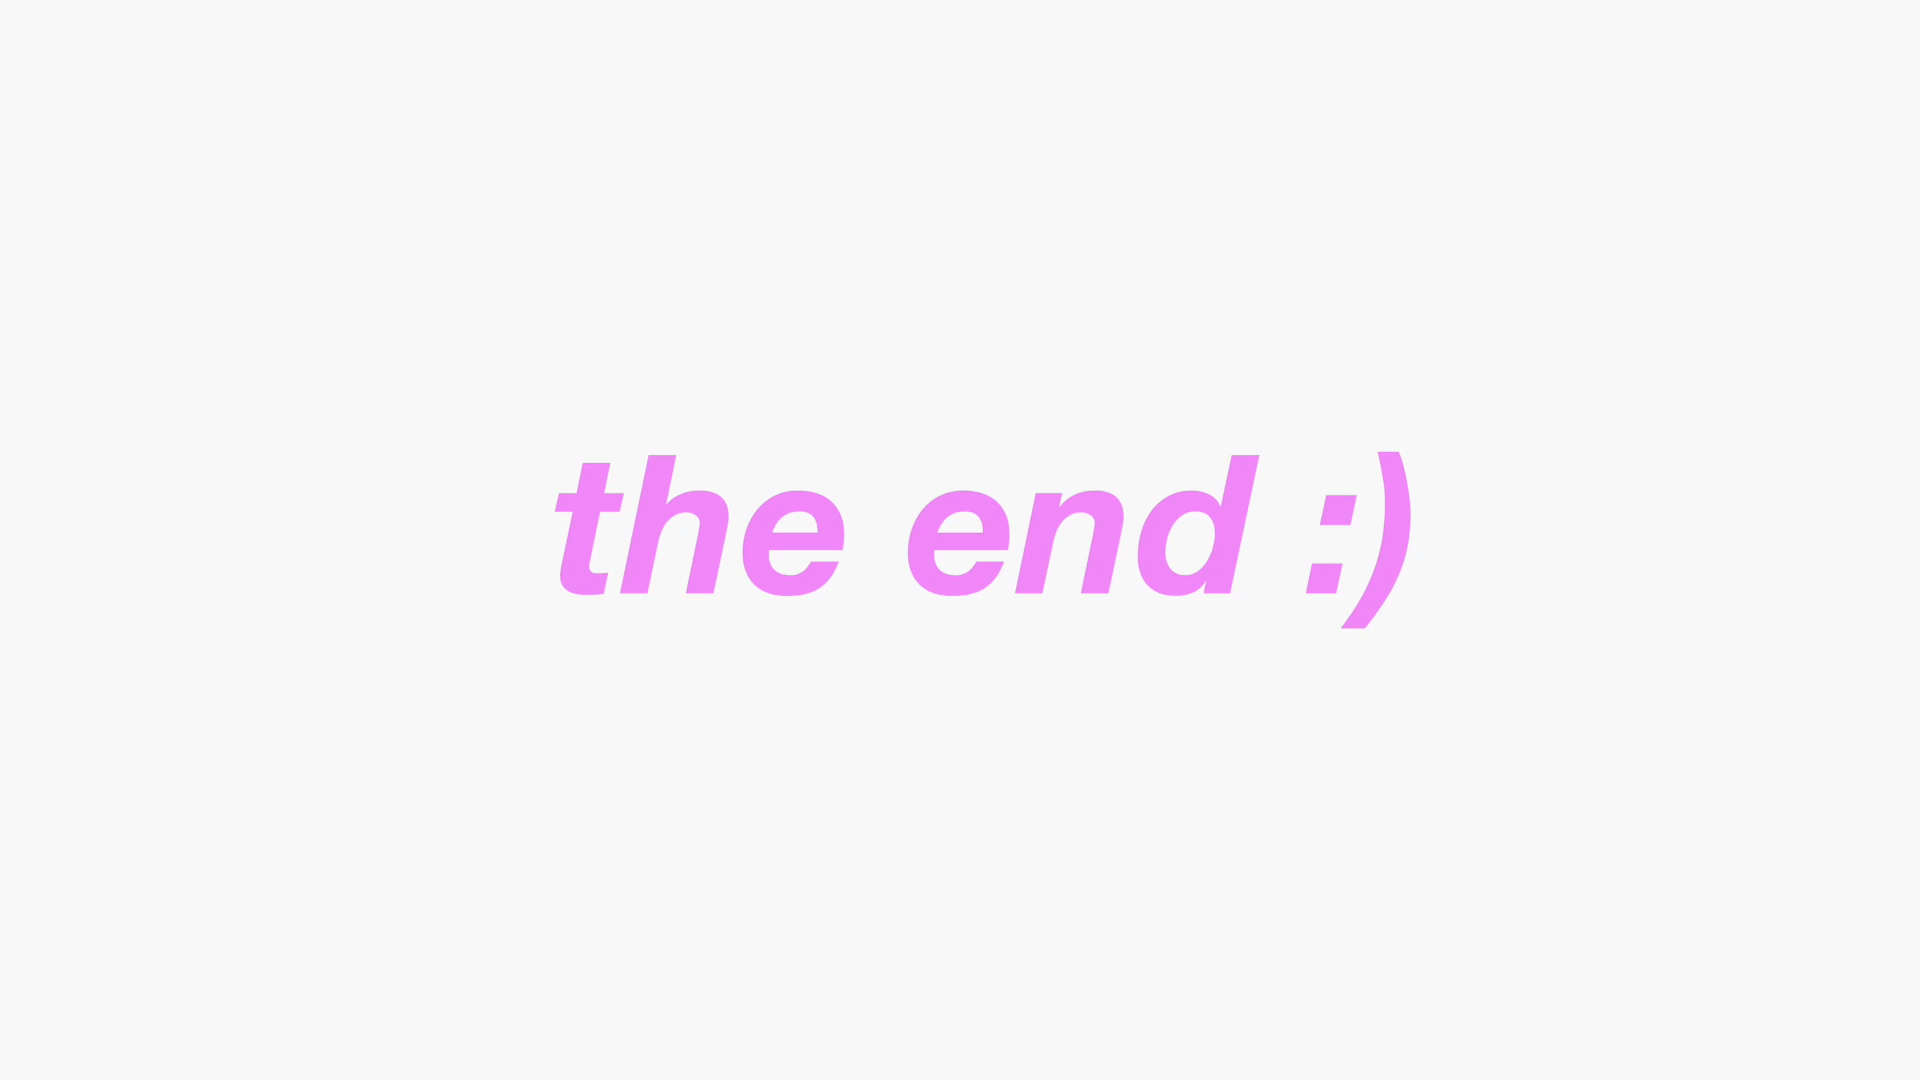 the end :)